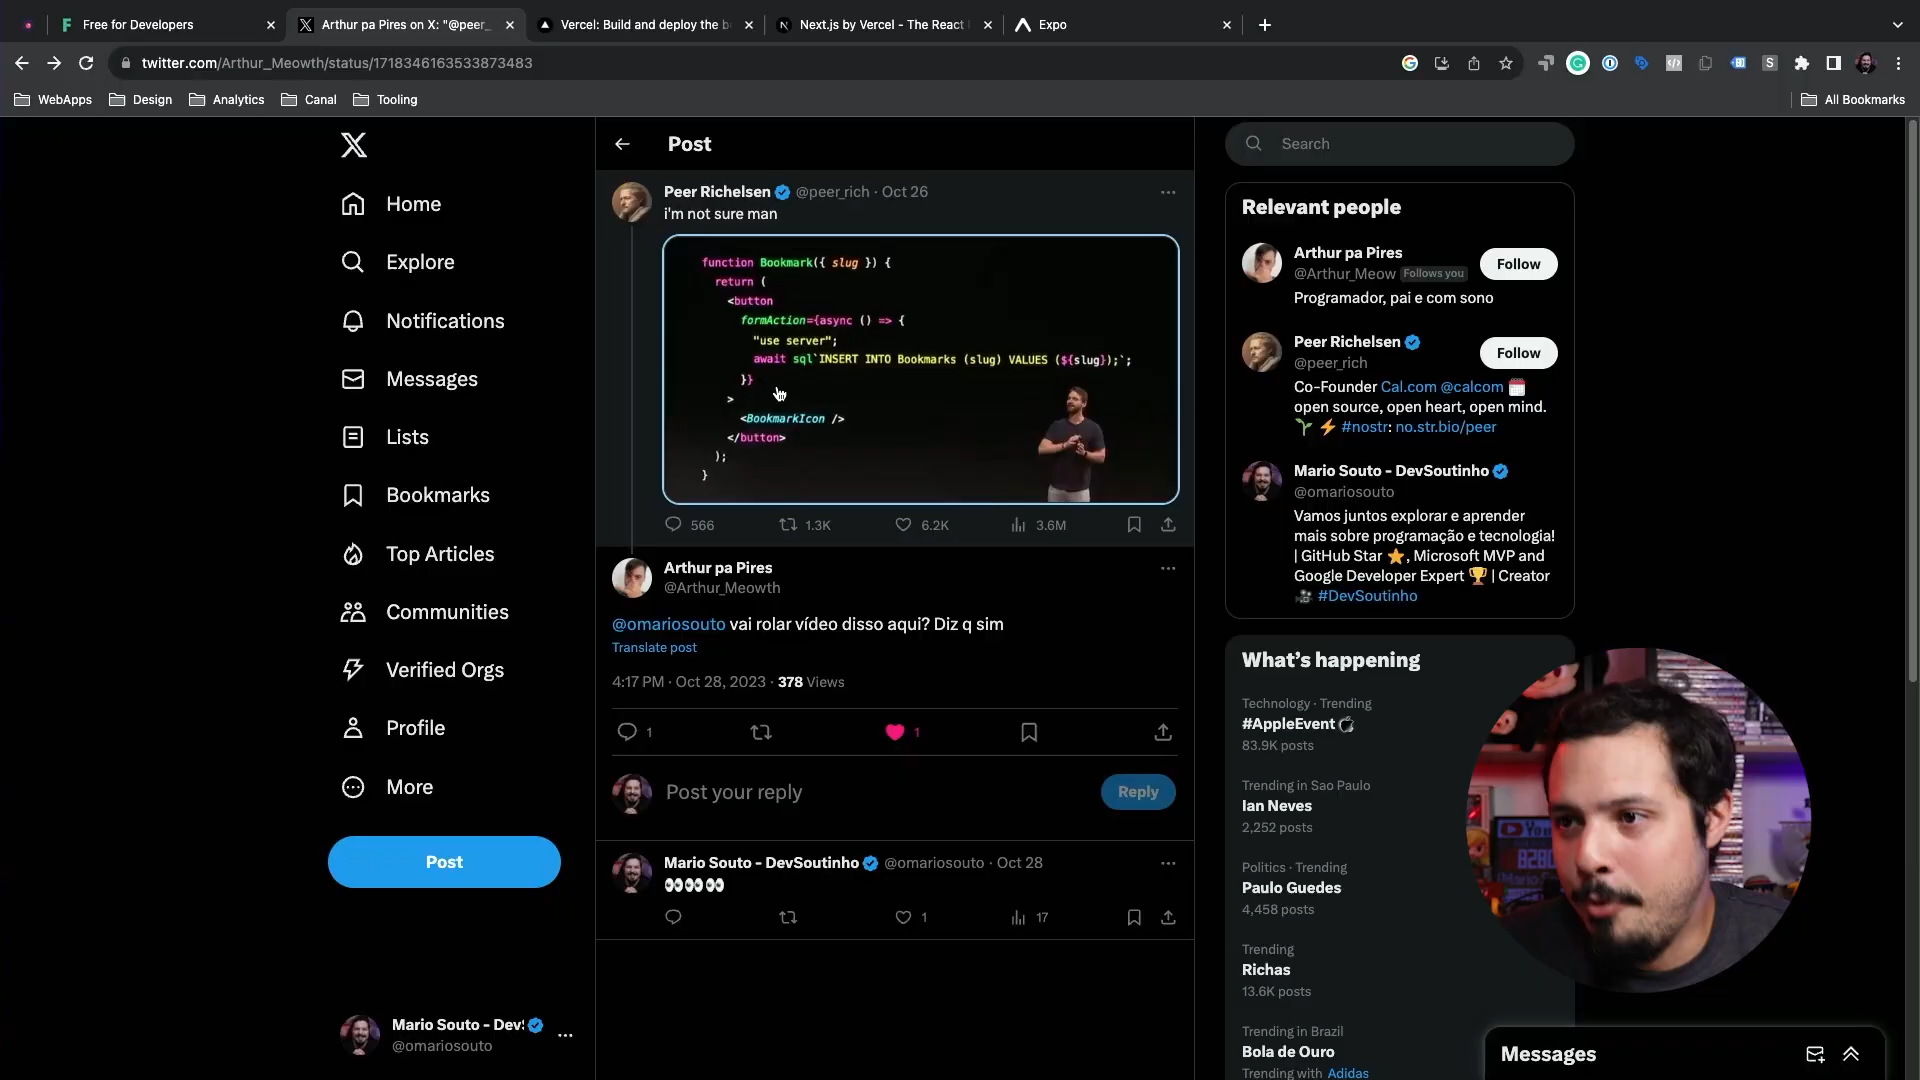 Free for Developers
Arthur pa Pires on X: "@peer_
Vercel: Build and deploy the b
Next.js by Vercel - The React
Expo
twitter.com/Arthur_Meowth/status/1718346163533873483
WebApps
Design
Analytics
Canal
Tooling
All Bookmarks
Home
Explore
Notifications
Messages
Lists
Bookmarks
Top Articles
Communities
Verified Orgs
Profile
More
Post
Mario Souto - Dev
@omariosouto
Post
Peer Richelsen @peer_rich · Oct 26
i'm not sure man
function Bookmark({ slug }) {
return (
<button
formAction={async () => {
"use server";
await sql`INSERT INTO Bookmarks (slug) VALUES (${slug});`;
}}
>
<BookmarkIcon />
</button>
);
}
566
1.3K
6.2K
3.6M
Arthur pa Pires
@Arthur_Meowth
@omariosouto vai rolar vídeo disso aqui? Diz q sim
Translate post
4:17 PM · Oct 28, 2023 · 378 Views
1
1
Post your reply
Reply
Mario Souto - DevSoutinho @omariosouto · Oct 28
1
17
Search
Relevant people
Arthur pa Pires
@Arthur_Meow Follows you
Follow
Programador, pai e com sono
Peer Richelsen
@peer_rich
Follow
Co-Founder Cal.com @calcom
open source, open heart, open mind.
#nostr: no.str.bio/peer
Mario Souto - DevSoutinho
@omariosouto
Vamos juntos explorar e aprender
mais sobre programação e tecnologia!
| GitHub Star ⭐, Microsoft MVP and
Google Developer Expert 🏆 | Creator
#DevSoutinho
What's happening
Technology · Trending
#AppleEvent
83.9K posts
Trending in Sao Paulo
Ian Neves
2,252 posts
Politics · Trending
Paulo Guedes
4,458 posts
Trending
Richas
13.6K posts
Trending in Brazil
Bola de Ouro
Trending with Adidas
Messages